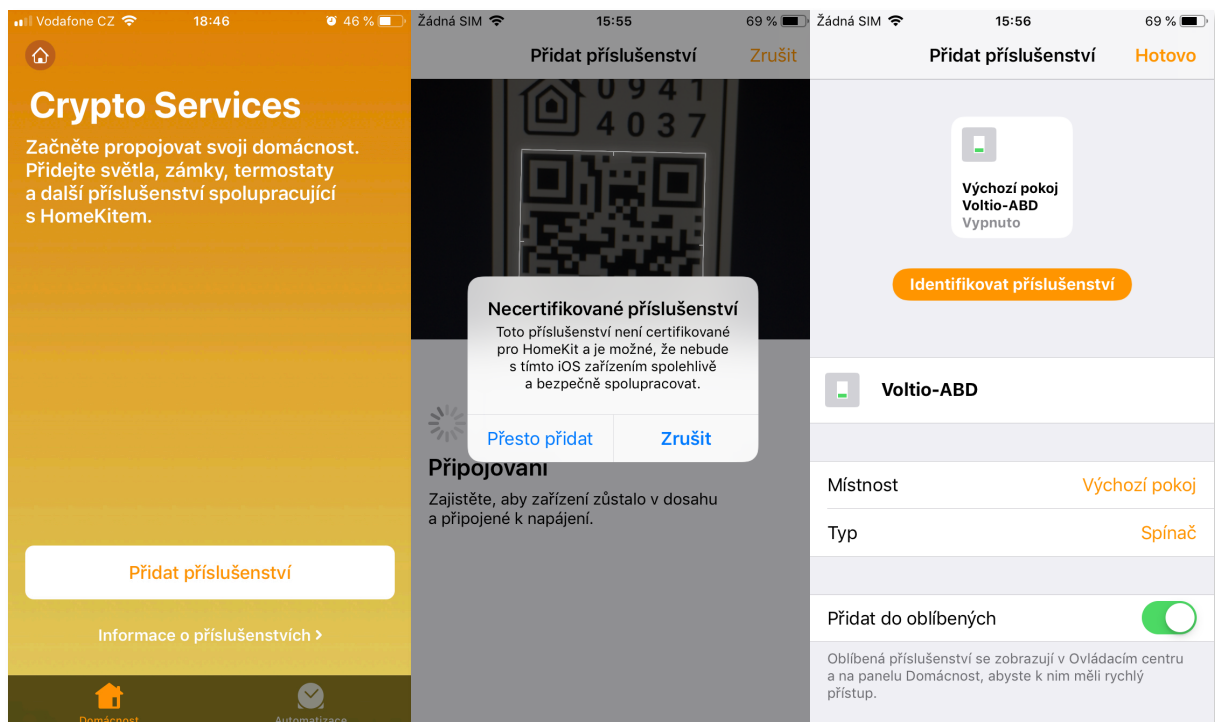 Vodafone CZ 18:46 46 %
Crypto Services
Začněte propojovat svoji domácnost.
Přidejte světla, zámky, termostaty
a další příslušenství spolupracující
s HomeKitem.
Přidat příslušenství
Informace o příslušenstvích >
Domácnost Automatizace
Žádná SIM 15:55 69 %
Přidat příslušenství Zrušit
0941
4037
Necertifikované příslušenství
Toto příslušenství není certifikované
pro HomeKit a je možné, že nebude
s tímto iOS zařízením spolehlivě
a bezpečně spolupracovat.
Přesto přidat Zrušit
Připojování
Zajistěte, aby zařízení zůstalo v dosahu
a připojené k napájení.
Žádná SIM 15:56 69 %
Přidat příslušenství Hotovo
Výchozí pokoj
Voltio-ABD
Vypnuto
Identifikovat příslušenství
Voltio-ABD
Místnost Výchozí pokoj
Typ Spínač
Přidat do oblíbených
Oblíbená příslušenství se zobrazují v Ovládacím centru
a na panelu Domácnost, abyste k nim měli rychlý
přístup.